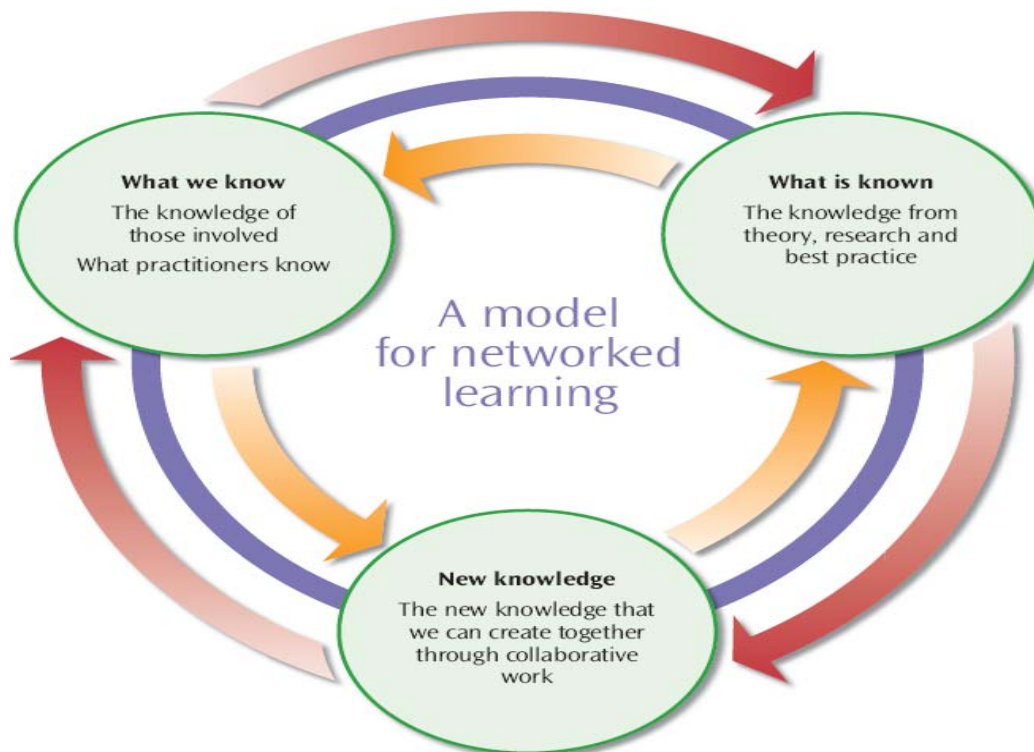 What we know
The knowledge of
those involved
What practitioners know
What is known
The knowledge from
theory, research and
best practice
A model
for networked
learning
New knowledge
The new knowledge that
we can create together
through collaborative
work